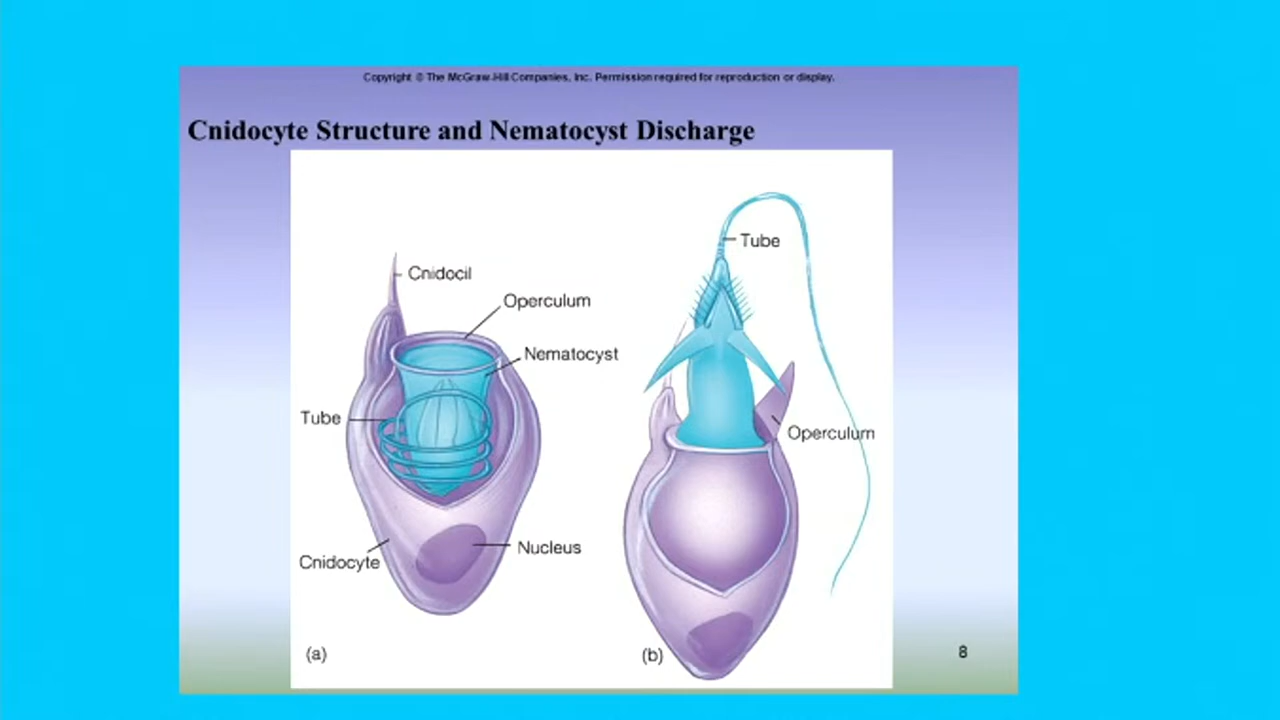 Copyright © The McGraw-Hill Companies, Inc. Permission required for reproduction or display.
Cnidocyte Structure and Nematocyst Discharge
Cnidocil
Operculum
Nematocyst
Tube
Cnidocyte
Nucleus
(a)
Tube
Operculum
(b)
8